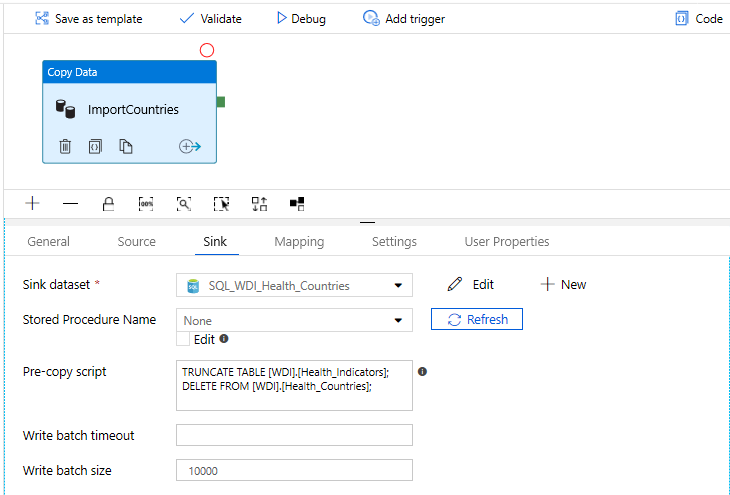 Save as template Validate Debug Add trigger Code
Copy Data
ImportCountries
General Source Sink Mapping Settings User Properties
Sink dataset * SQL_WDI_Health_Countries Edit New
Stored Procedure Name None Refresh
Edit
Pre-copy script TRUNCATE TABLE [WDI].[Health_Indicators];
DELETE FROM [WDI].[Health_Countries];
Write batch timeout
Write batch size 10000